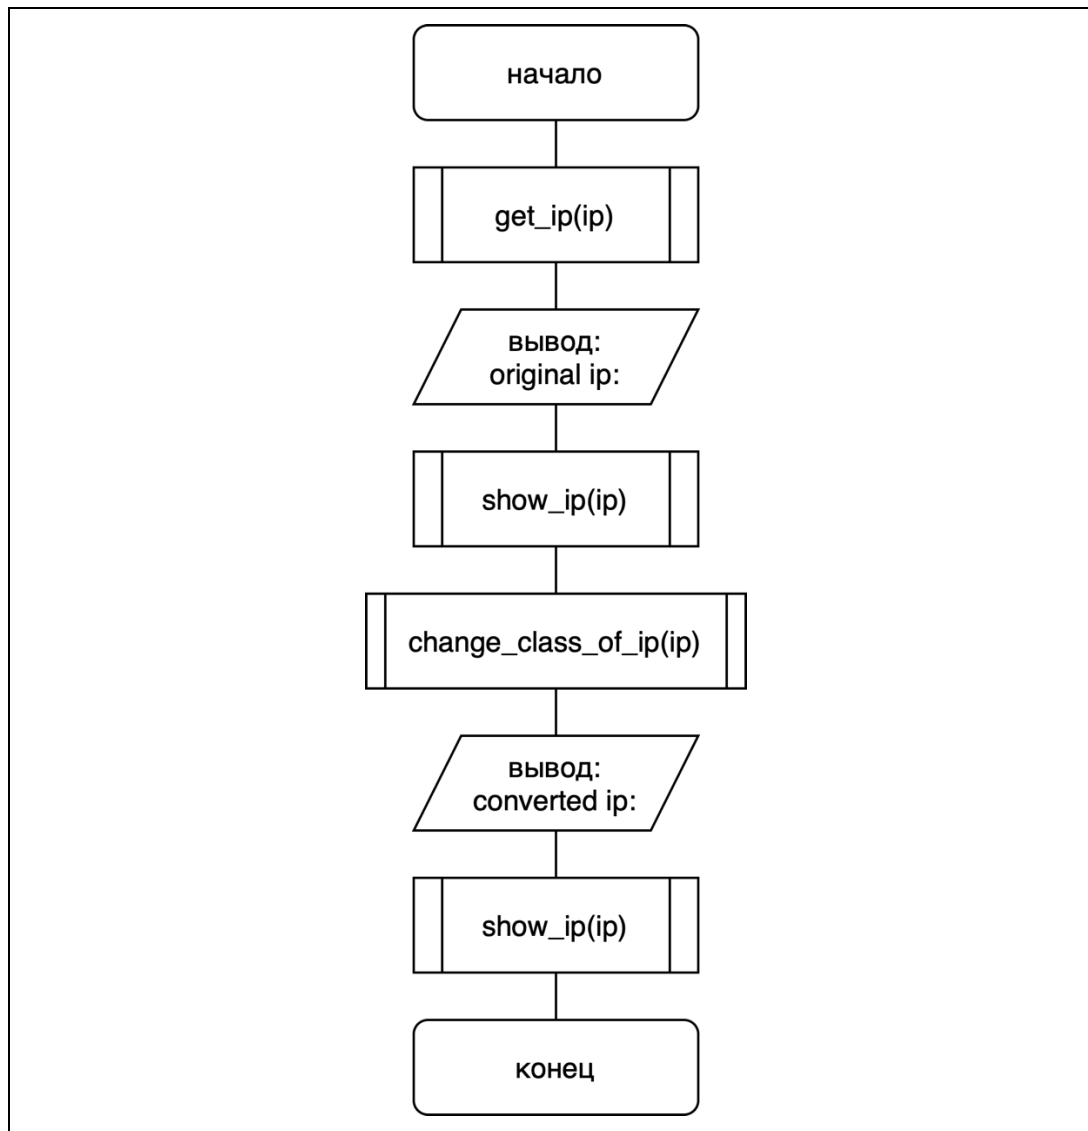 начало
get_ip(ip)
вывод:
original ip:
show_ip(ip)
change_class_of_ip(ip)
вывод:
converted ip:
show_ip(ip)
конец